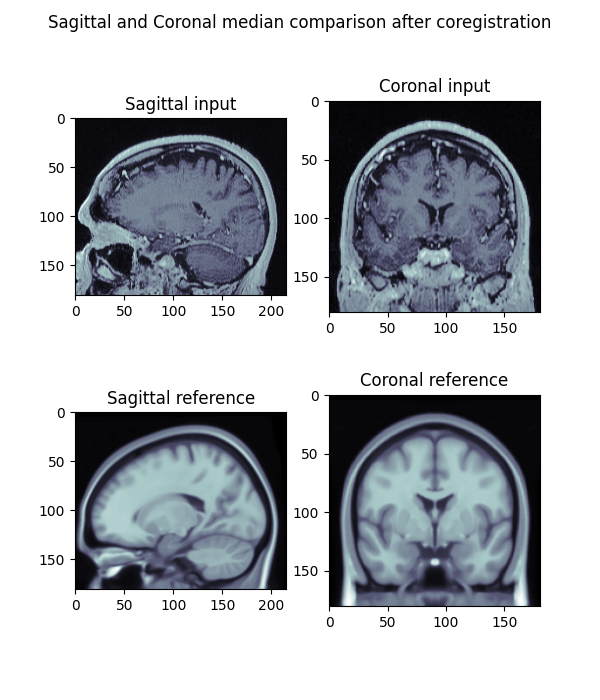 Sagittal and Coronal median comparison after coregistration
Sagittal input
0
50
100
150
0 50 100 150 200
Coronal input
0
50
100
150
0 50 100 150
Sagittal reference
0
50
100
150
0 50 100 150 200
Coronal reference
0
50
100
150
0 50 100 150